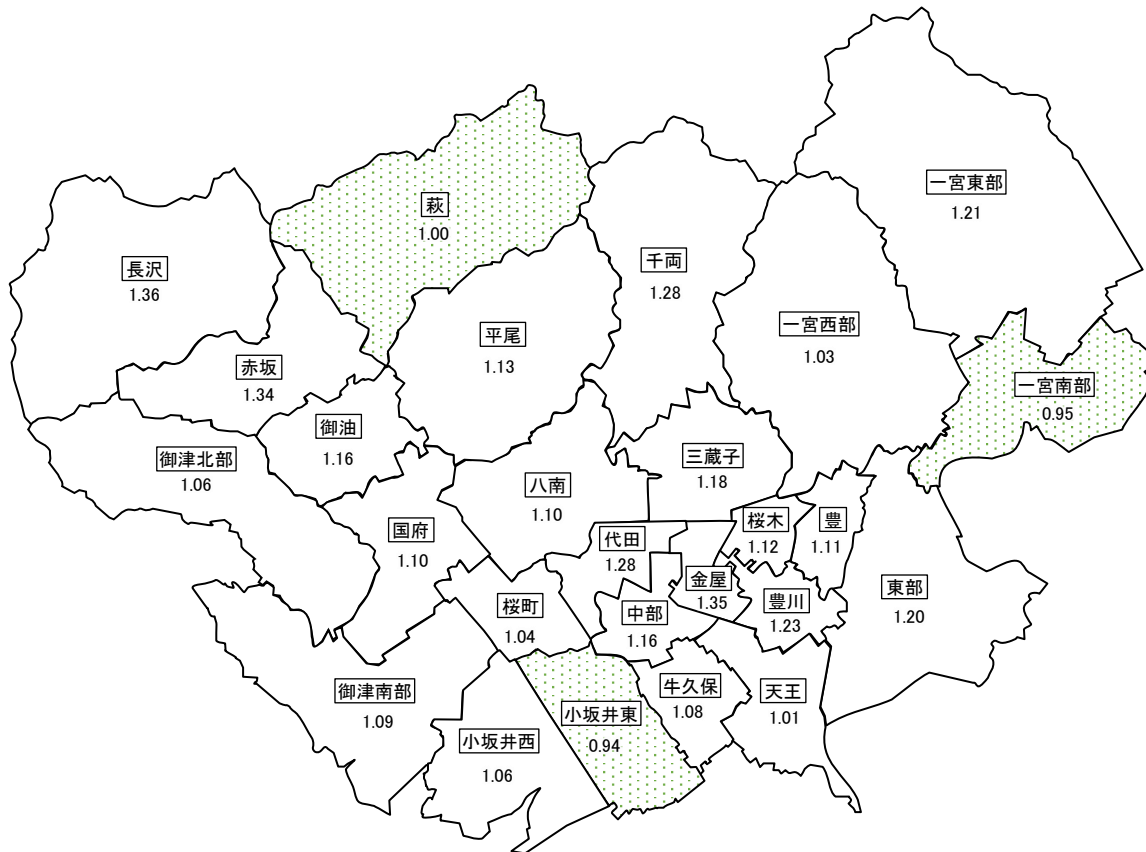 一宮東部
1.21
萩
1.00
長沢
1.36
千両
1.28
一宮西部
1.03
平尾
1.13
赤坂
1.34
一宮南部
0.95
御油
1.16
御津北部
1.06
三蔵子
1.18
八南
1.10
国府
1.10
桜木
1.12
豊
1.11
代田
1.28
金屋
1.35
東部
1.20
豊川
1.23
桜町
1.04
中部
1.16
御津南部
1.09
牛久保
1.08
天王
1.01
小坂井東
0.94
小坂井西
1.06